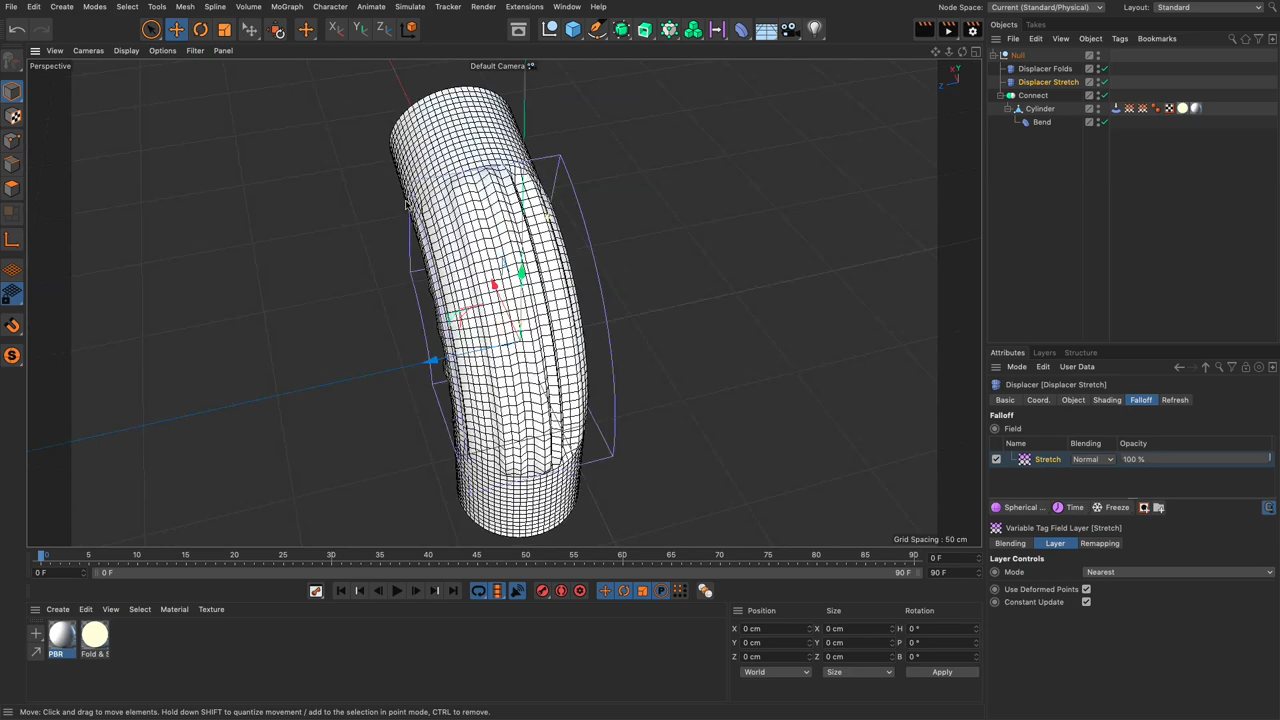 File Edit Create Modes Select Tools Mesh Spline Volume MoGraph Character Animate Simulate Tracker Render Extensions Window Help
Node Space: Current (Standard/Physical) Layout: Standard
Objects Takes
File Edit View Object Tags Bookmarks
View Cameras Display Options Filter Panel
Perspective
Default Camera
X Y Z
Null
Displacer Folds
Displacer Stretch
Connect
Cylinder
Bend
Attributes Layers Structure
Mode Edit User Data
Displacer [Displacer Stretch]
Basic Coord. Object Shading Falloff Refresh
Falloff
Field
Name Blending Opacity
Stretch Normal 100 %
Spherical ... Time Freeze
Variable Tag Field Layer [Stretch]
Blending Layer Remapping
Layer Controls
Mode Nearest
Use Deformed Points
Constant Update
Grid Spacing : 50 cm
0 5 10 15 20 25 30 35 40 45 50 55 60 65 70 75 80 85 90 0 F
0 F 0 F 90 F 90 F
Create Edit View Select Material Texture
PBR Fold & S
Position Size Rotation
X 0 cm X 0 cm H 0 °
Y 0 cm Y 0 cm P 0 °
Z 0 cm Z 0 cm B 0 °
World Size Apply
Move: Click and drag to move elements. Hold down SHIFT to quantize movement / add to the selection in point mode, CTRL to remove.